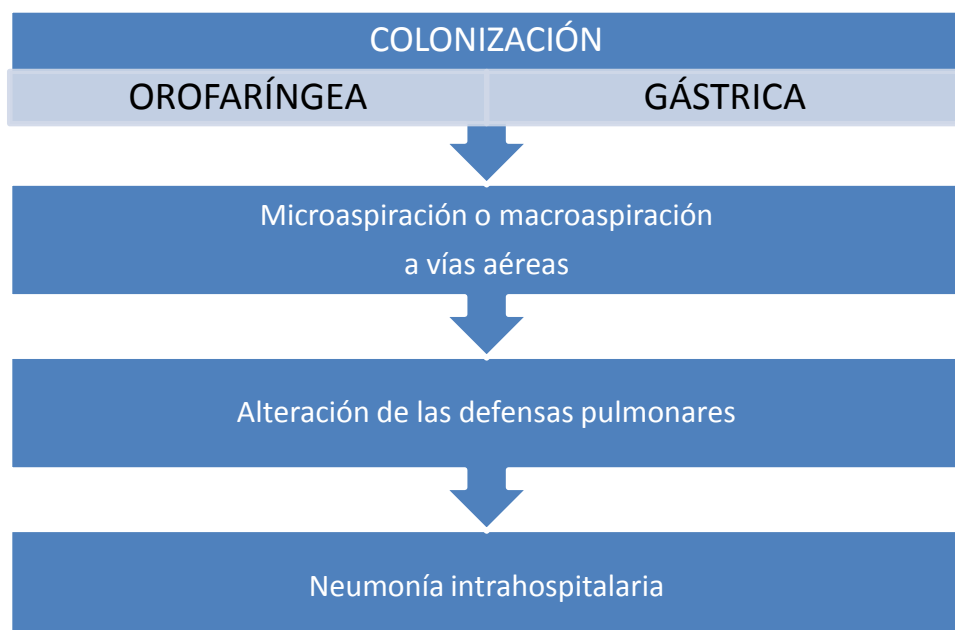 COLONIZACIÓN
OROFARÍNGEA GÁSTRICA
Microaspiración o macroaspiración
a vías aéreas
Alteración de las defensas pulmonares
Neumonía intrahospitalaria